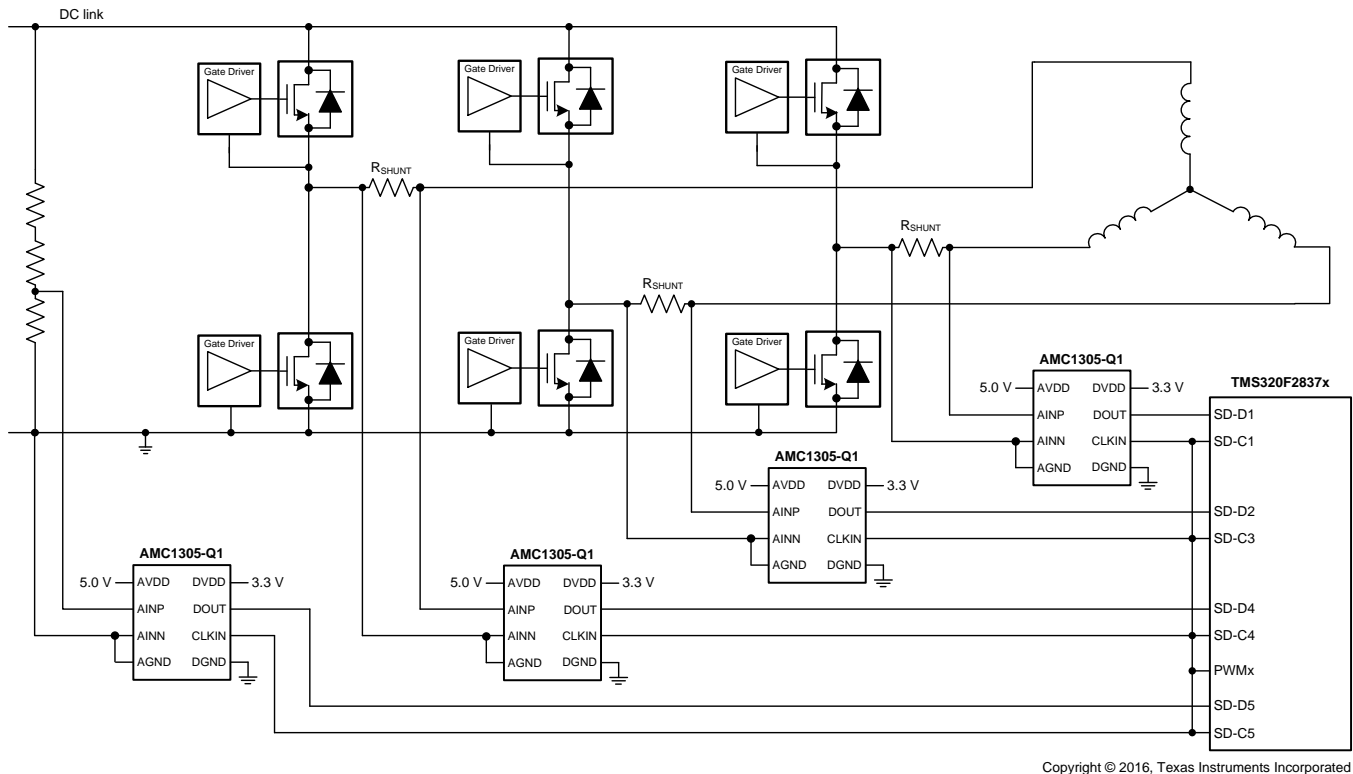 DC link
Gate Driver
Gate Driver
Gate Driver
RSHUNT
RSHUNT
RSHUNT
Gate Driver
Gate Driver
Gate Driver
AMC1305-Q1
5.0 V AVDD DVDD 3.3 V
AINP DOUT
AINN CLKIN
AGND DGND
AMC1305-Q1
5.0 V AVDD DVDD 3.3 V
AINP DOUT
AINN CLKIN
AGND DGND
AMC1305-Q1
5.0 V AVDD DVDD 3.3 V
AINP DOUT
AINN CLKIN
AGND DGND
AMC1305-Q1
5.0 V AVDD DVDD 3.3 V
AINP DOUT
AINN CLKIN
AGND DGND
TMS320F2837x
SD-D1
SD-C1
SD-D2
SD-C3
SD-D4
SD-C4
PWMx
SD-D5
SD-C5
Copyright © 2016, Texas Instruments Incorporated